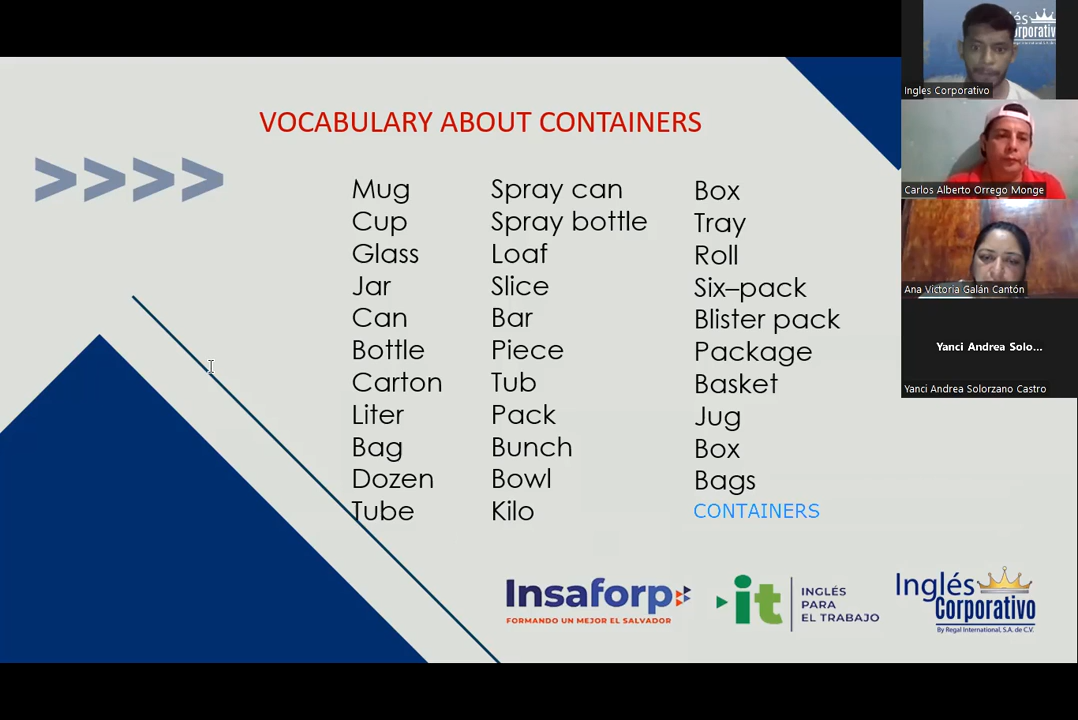 VOCABULARY ABOUT CONTAINERS
>>>>
Mug
Cup
Glass
Jar
Can
Bottle
Carton
Liter
Bag
Dozen
Tube
Spray can
Spray bottle
Loaf
Slice
Bar
Piece
Tub
Pack
Bunch
Bowl
Kilo
Box
Tray
Roll
Six–pack
Blister pack
Package
Basket
Jug
Box
Bags
CONTAINERS
Insaforp
FORMANDO UN MEJOR EL SALVADOR
it
INGLÉS
PARA
EL TRABAJO
Inglés
Corporativo
By Regal International, S.A. de C.V.
Ingles Corporativo
Carlos Alberto Orrego Monge
Ana Victoria Galán Cantón
Yanci Andrea Solo...
Yanci Andrea Solorzano Castro